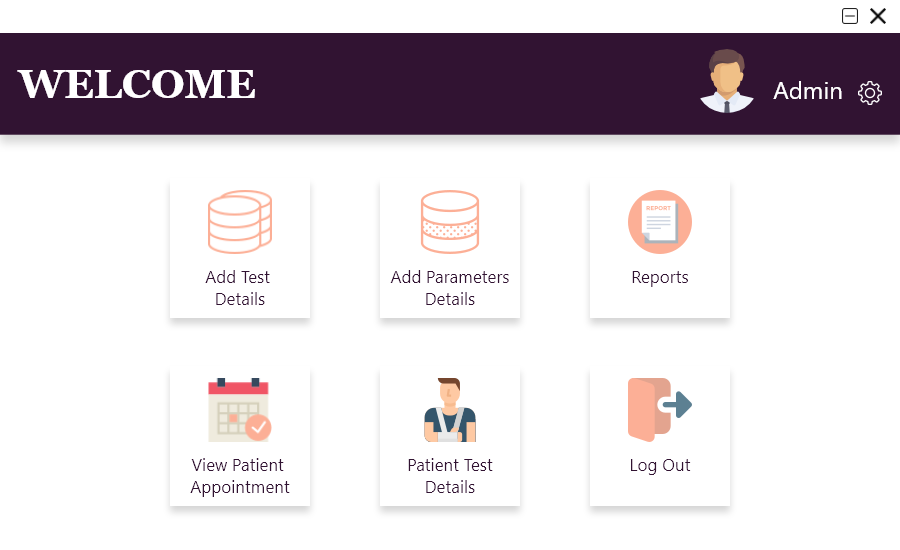 WELCOME
Admin
Add Test
Details
Add Parameters
Details
REPORT
Reports
View Patient
Appointment
Patient Test
Details
Log Out